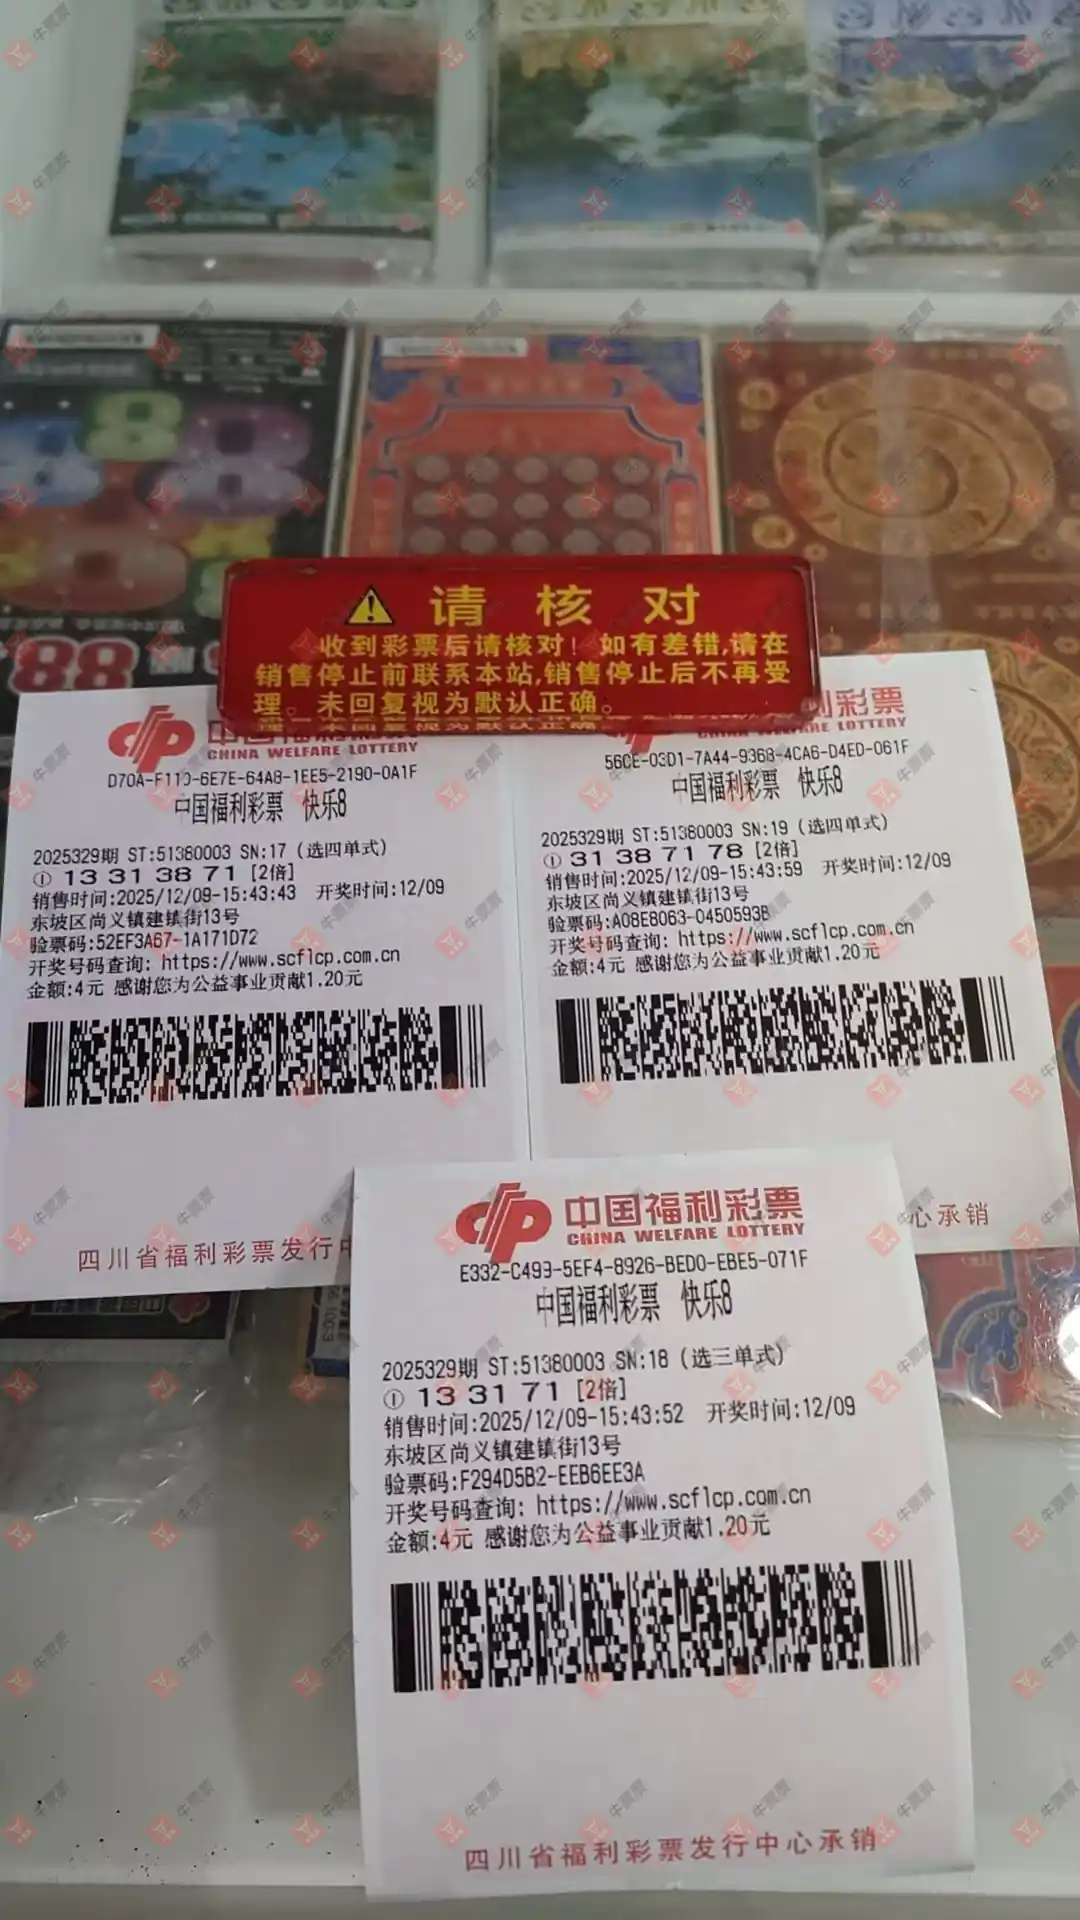 请核对
收到彩票后请核对！如有差错,请在
销售停止前联系本站,销售停止后不再受
理。未回复视为默认正确。
CHINA WELFARE LOTTERY
D70A-F110-6E7E-64A8-1EE5-2190-0A1F
中国福利彩票 快乐8
2025329期 ST:51380003 SN:17 (选四单式)
① 13 31 38 71 [2倍]
销售时间:2025/12/09-15:43:43 开奖时间:12/09
东坡区尚义镇建镇街13号
验票码:52EF3A67-1A171D72
开奖号码查询: https://www.scflcp.com.cn
金额:4元 感谢您为公益事业贡献1.20元
四川省福利彩票发行中
利彩票
LOTTERY
56CE-03D1-7A44-9368-4CA6-D4ED-061F
中国福利彩票 快乐8
2025329期 ST:51380003 SN:19 (选四单式)
① 31 38 71 78 [2倍]
销售时间:2025/12/09-15:43:59 开奖时间:12/09
东坡区尚义镇建镇街13号
验票码:A08E8063-0450593B
开奖号码查询: https://www.scflcp.com.cn
金额:4元 感谢您为公益事业贡献1.20元
心承销
中国福利彩票
CHINA WELFARE LOTTERY
E332-C499-5EF4-8926-BED0-EBE5-071F
中国福利彩票 快乐8
2025329期 ST:51380003 SN:18 (选三单式)
① 13 31 71 [2倍]
销售时间:2025/12/09-15:43:52 开奖时间:12/09
东坡区尚义镇建镇街13号
验票码:F294D5B2-EEB6EE3A
开奖号码查询: https://www.scflcp.com.cn
金额:4元 感谢您为公益事业贡献1.20元
四川省福利彩票发行中心承销